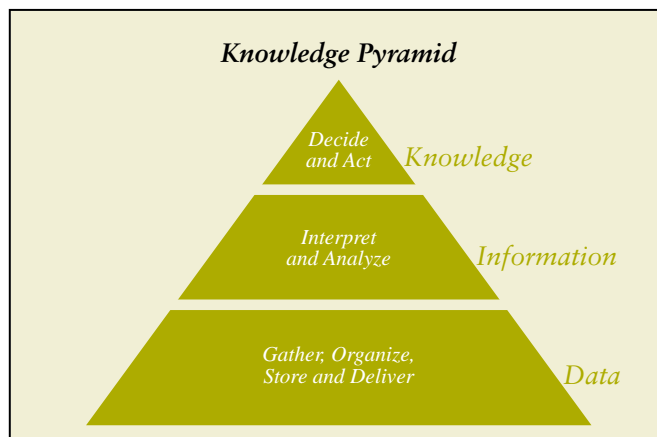 Knowledge Pyramid
Decide
and Act
Knowledge
Interpret
and Analyze
Information
Gather, Organize,
Store and Deliver
Data